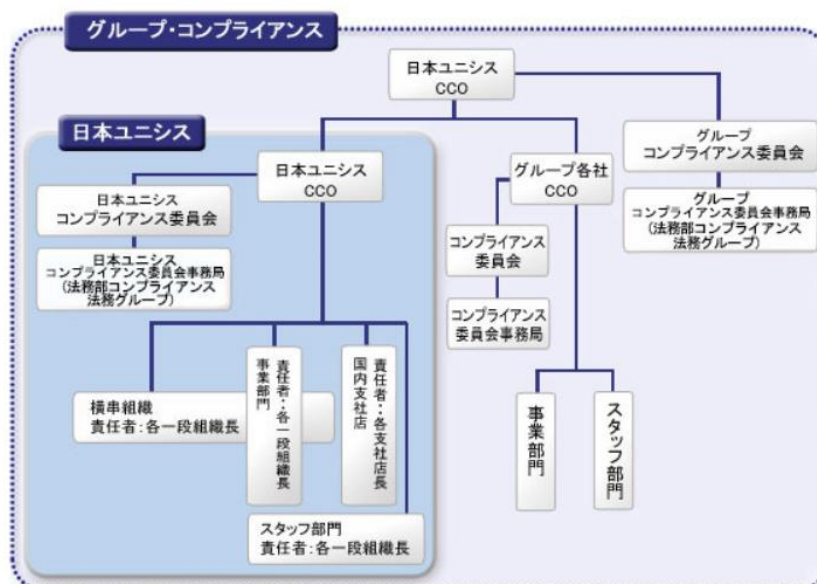 グループ・コンプライアンス
日本ユニシス
CCO
グループ
コンプライアンス委員会
グループ
コンプライアンス委員会事務局
(法務部コンプライアンス
法務グループ)
日本ユニシス
日本ユニシス
CCO
日本ユニシス
コンプライアンス委員会
日本ユニシス
コンプライアンス委員会事務局
(法務部コンプライアンス
法務グループ)
横串組織
責任者:各一段組織長
事業部門
責任者:各一段組織長
国内支社店
責任者:各支社店長
スタッフ部門
責任者:各一段組織長
グループ各社
CCO
コンプライアンス
委員会
コンプライアンス
委員会事務局
事業部門
スタッフ部門